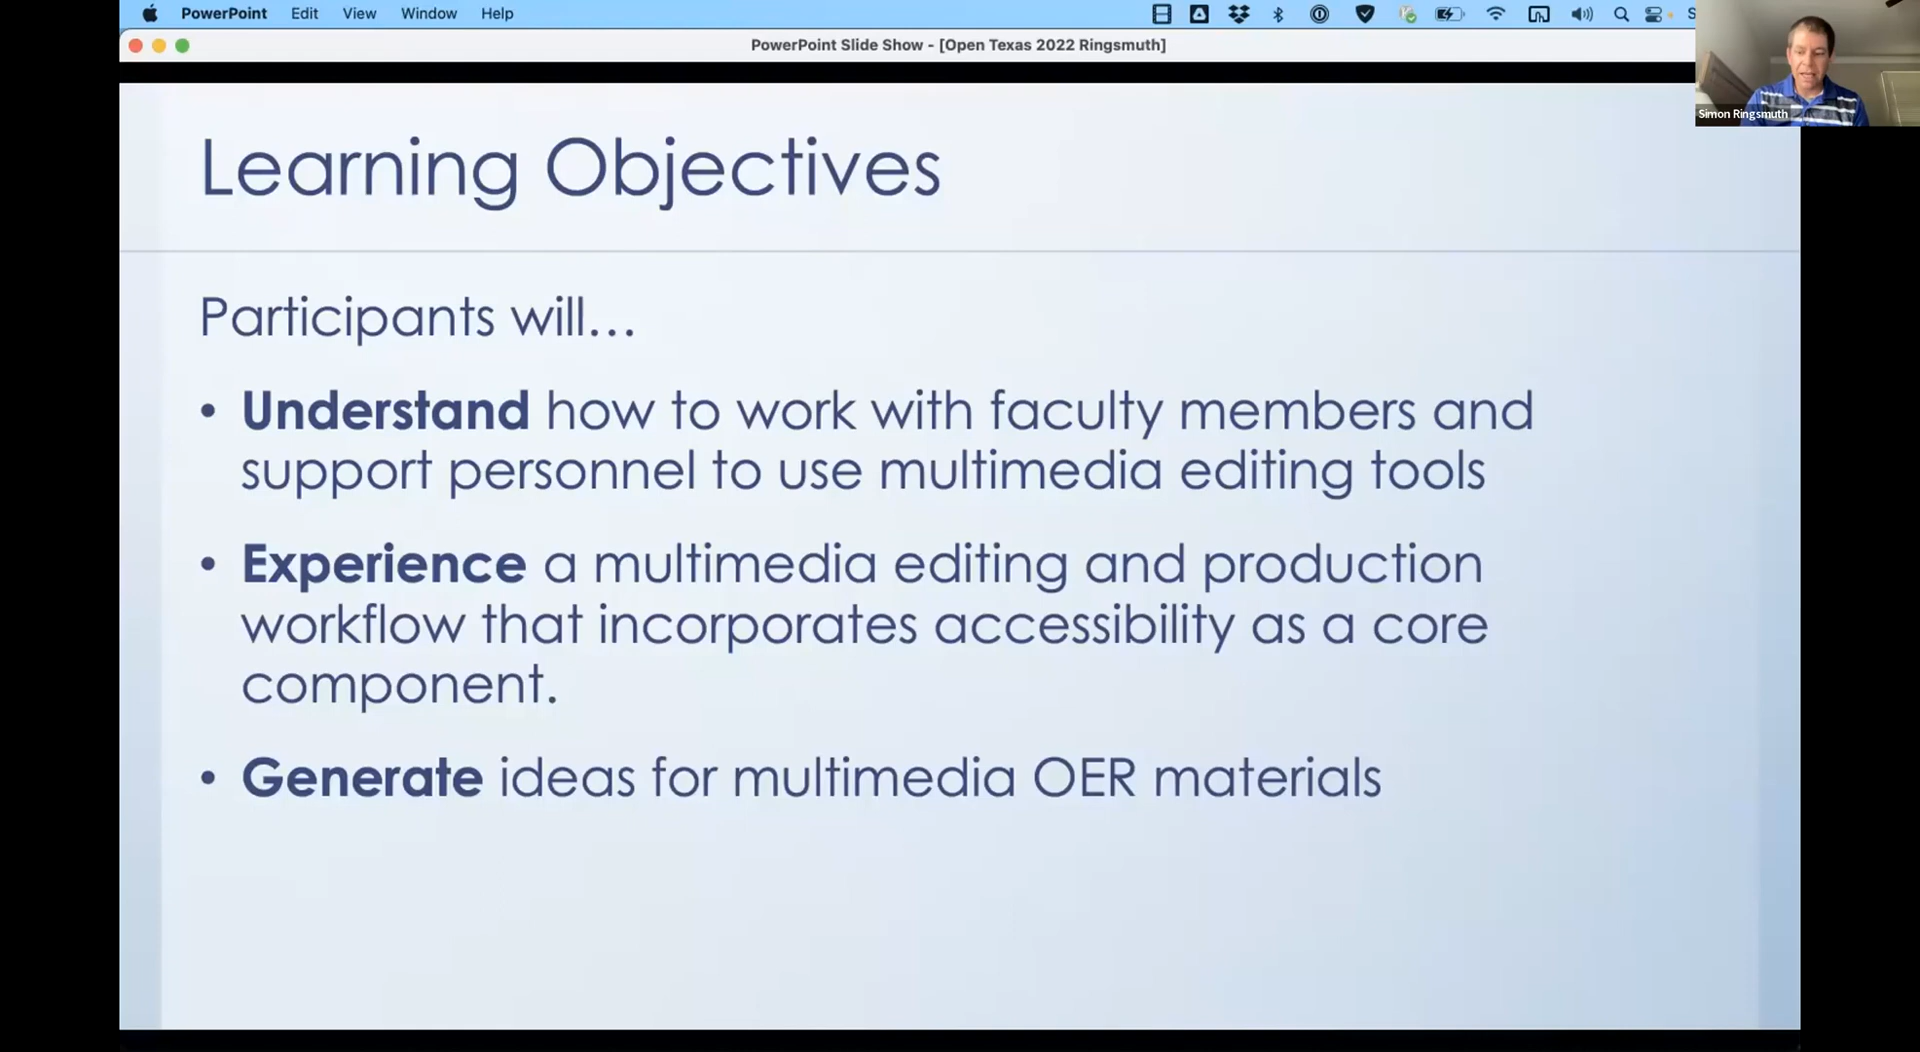 PowerPoint Edit View Window Help
S
PowerPoint Slide Show - [Open Texas 2022 Ringsmuth]
Simon Ringsmuth
Learning Objectives
Participants will…
• Understand how to work with faculty members and
support personnel to use multimedia editing tools
• Experience a multimedia editing and production
workflow that incorporates accessibility as a core
component.
• Generate ideas for multimedia OER materials